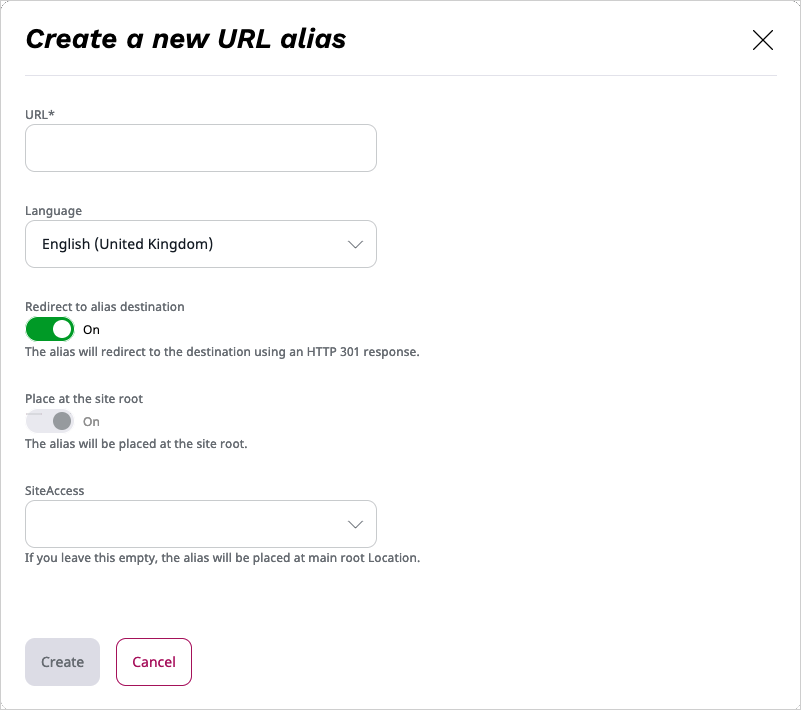 Create a new URL alias
URL*
Language
English (United Kingdom)
Redirect to alias destination
On
The alias will redirect to the destination using an HTTP 301 response.
Place at the site root
On
The alias will be placed at the site root.
SiteAccess
If you leave this empty, the alias will be placed at main root Location.
Create Cancel